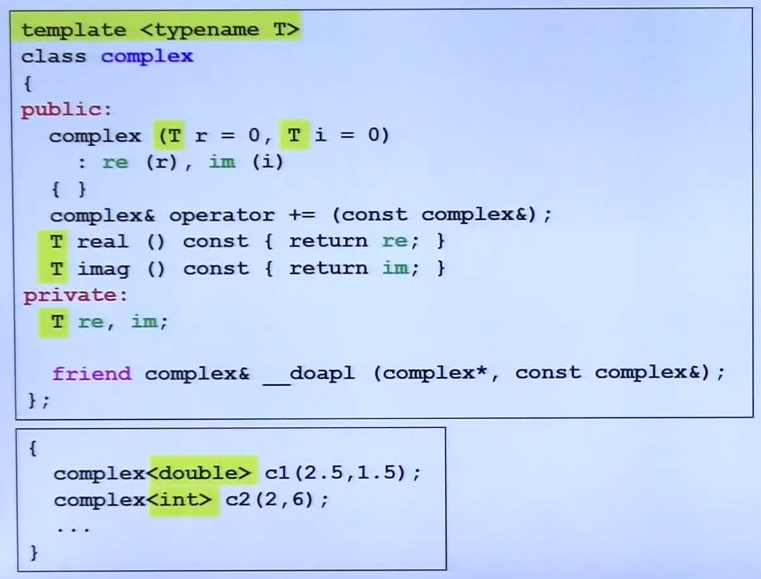 template <typename T>
class complex
{
public:
  complex (T r = 0, T i = 0)
    : re (r), im (i)
  { }
  complex& operator += (const complex&);
  T real () const { return re; }
  T imag () const { return im; }
private:
  T re, im;

  friend complex& __doapl (complex*, const complex&);
};
{
  complex<double> c1(2.5,1.5);
  complex<int> c2(2,6);
  ...
}